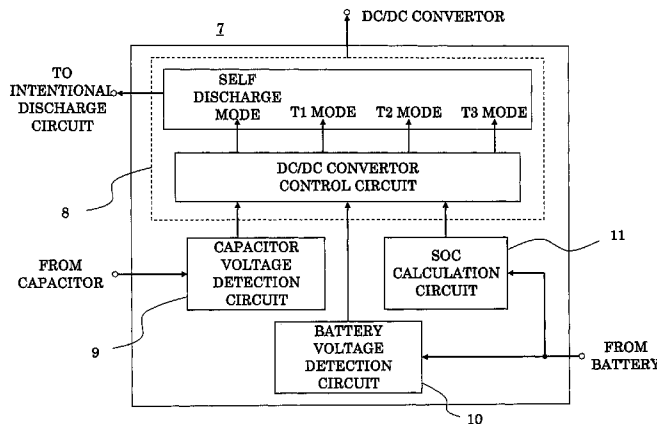 7
DC/DC CONVERTOR
TO
INTENTIONAL
DISCHARGE
CIRCUIT
SELF
DISCHARGE
MODE
T1 MODE
T2 MODE
T3 MODE
DC/DC CONVERTOR
CONTROL CIRCUIT
8
11
FROM
CAPACITOR
CAPACITOR
VOLTAGE
DETECTION
CIRCUIT
SOC
CALCULATION
CIRCUIT
9
BATTERY
VOLTAGE
DETECTION
CIRCUIT
FROM
BATTERY
10